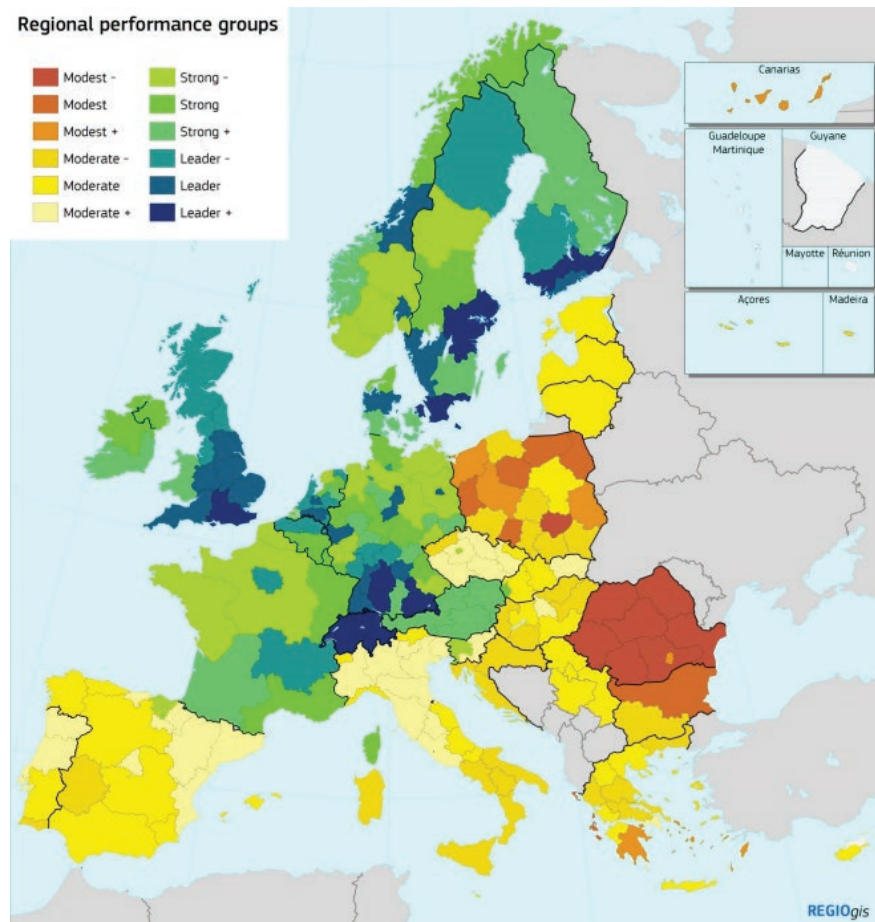 Regional performance groups
Modest -
Modest
Modest +
Moderate -
Moderate
Moderate +
Strong -
Strong
Strong +
Leader -
Leader
Leader +
Canarias
Guadeloupe
Martinique
Guyane
Mayotte
Réunion
Açores
Madeira
REGIOgis